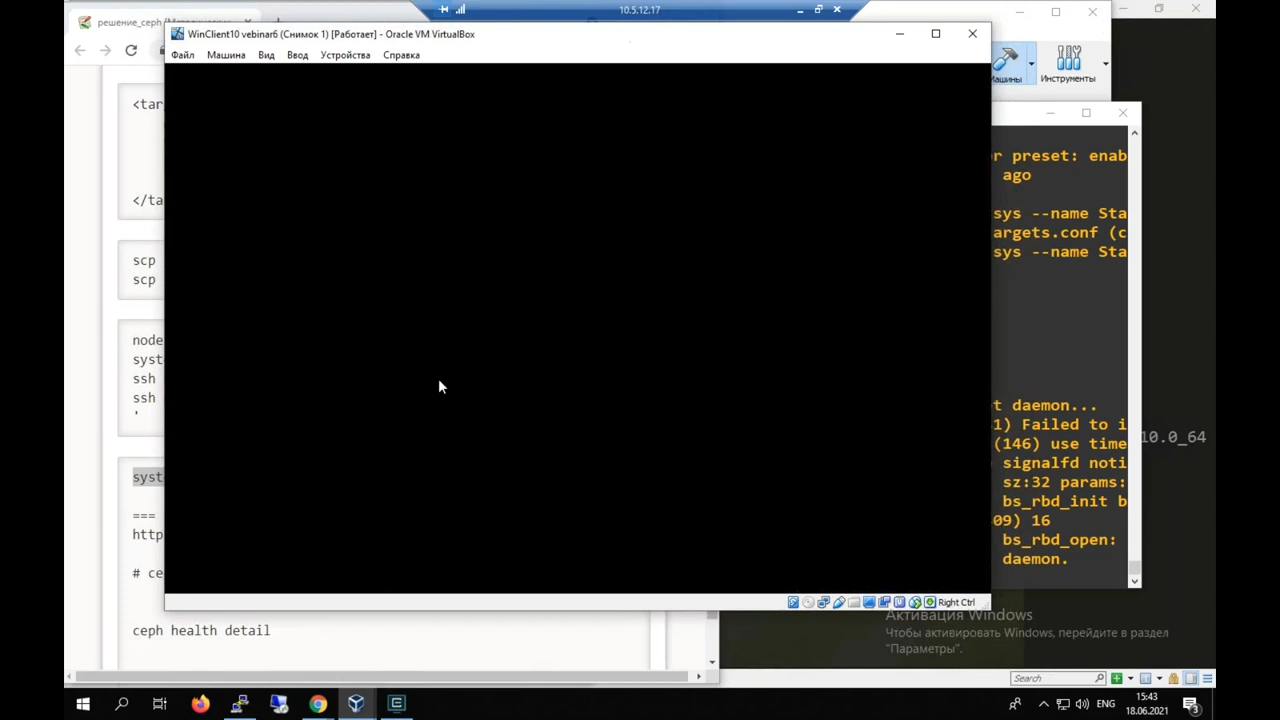 решение_ceph
10.5.12.17
WinClient10 vebinar6 (Снимок 1) [Работает] - Oracle VM VirtualBox
Файл Машина Вид Ввод Устройства Справка
Инструменты
<tar
</ta
scp
scp
node
syst
ssh
ssh
'
syst
===
http
# ce
ceph health detail
r preset: enab
ago
sys --name Sta
argets.conf (c
sys --name Sta
t daemon...
1) Failed to i
(146) use time
signalfd noti
sz:32 params:
bs_rbd_init b
09) 16
bs_rbd_open:
daemon.
10.0_64
Right Ctrl
Активация Windows
Чтобы активировать Windows, перейдите в раздел
"Параметры".
Search
ENG
15:43
18.06.2021
3